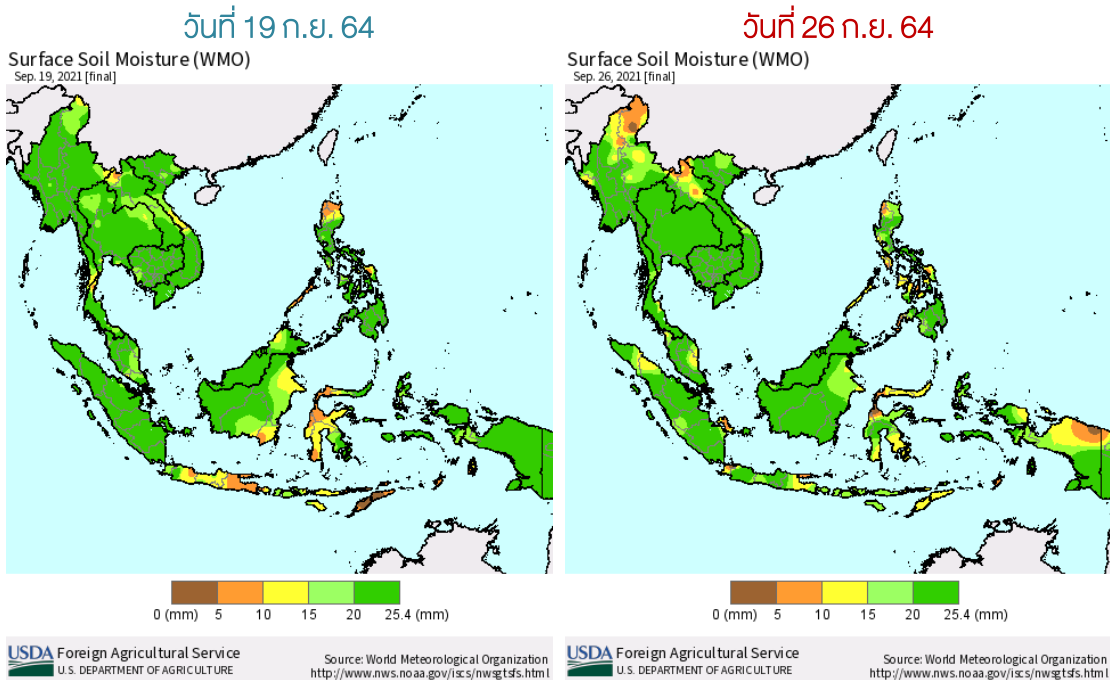 วันที่ 19 ก.ย. 64
Surface Soil Moisture (WMO)
Sep. 19, 2021 [final]
0 (mm) 5 10 15 20 25.4 (mm)
USDA Foreign Agricultural Service
U.S. DEPARTMENT OF AGRICULTURE
Source: World Meteorological Organization
http://www.nws.noaa.gov/iscs/nwsgtsfs.html
วันที่ 26 ก.ย. 64
Surface Soil Moisture (WMO)
Sep. 26, 2021 [final]
0 (mm) 5 10 15 20 25.4 (mm)
USDA Foreign Agricultural Service
U.S. DEPARTMENT OF AGRICULTURE
Source: World Meteorological Organization
http://www.nws.noaa.gov/iscs/nwsgtsfs.html